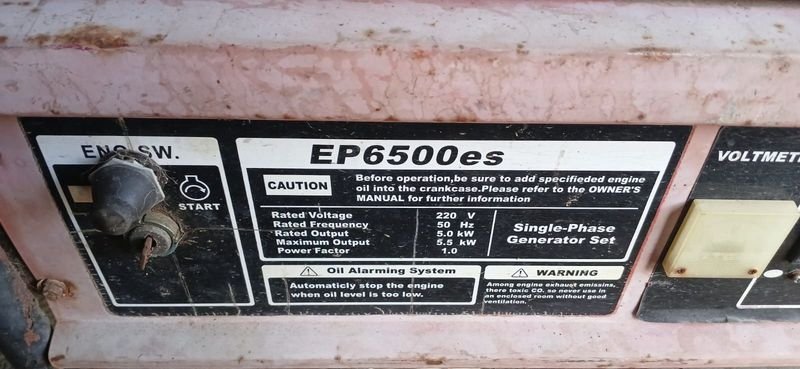 ENG.SW.
START
EP6500es
CAUTION
Before operation,be sure to add specifieded engine
oil into the crankcase.Please refer to the OWNER'S
MANUAL for further information
Rated Voltage 220 V
Rated Frequency 50 Hz
Rated Output 5.0 kW
Maximum Output 5.5 kW
Power Factor 1.0
Single-Phase
Generator Set
Oil Alarming System
Automaticly stop the engine
when oil level is too low.
WARNING
Among engine exhaust emissins,
there toxic CO. so never use in
an enclosed room without good
ventilation.
VOLTMETE